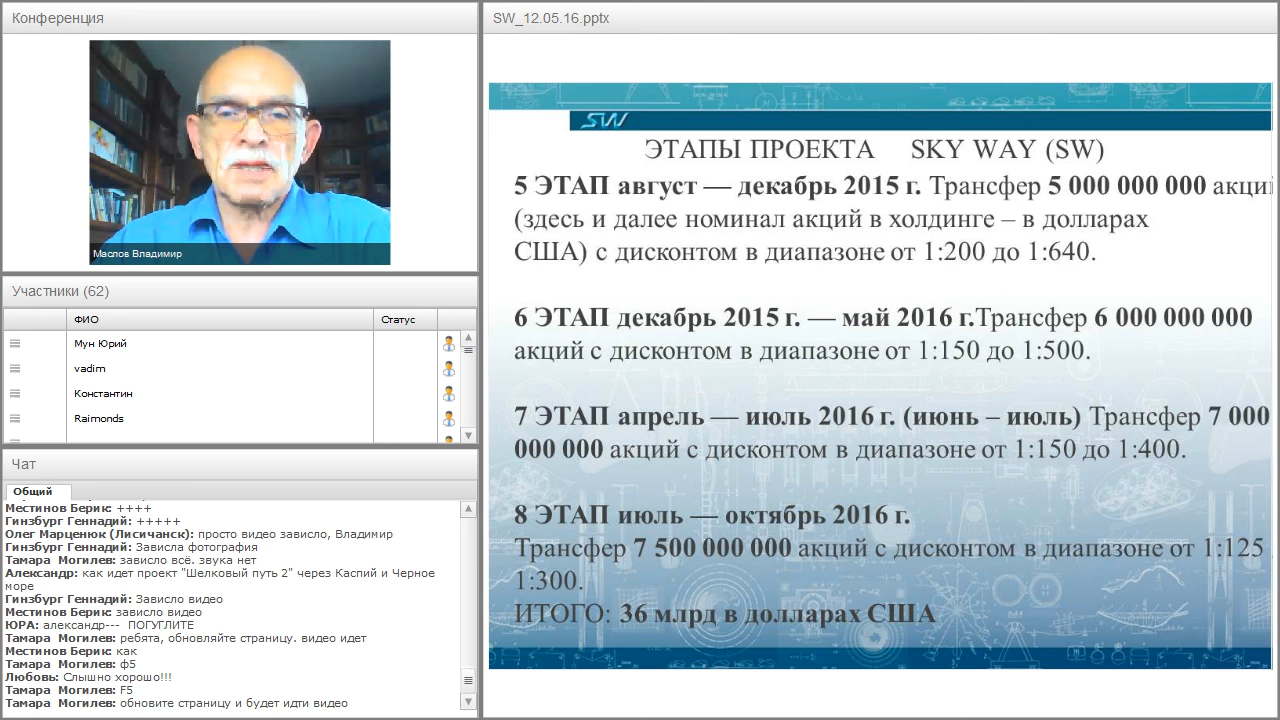 Конференция
Маслов Владимир
Участники (62)
ФИО
Статус
Мун Юрий
vadim
Константин
Raimonds
Чат
Общий
Местинов Берик: ++++
Гинзбург Геннадий: +++++
Олег Марценюк (Лисичанск): просто видео зависло, Владимир
Гинзбург Геннадий: Зависла фотография
Тамара Могилев: зависло всё. звука нет
Александр: как идет проект "Шелковый путь 2" через Каспий и Черное
море
Гинзбург Геннадий: Зависло видео
Местинов Берик: зависло видео
ЮРА: александр--- ПОГУГЛИТЕ
Тамара Могилев: ребята, обновляйте страницу. видео идет
Местинов Берик: как
Тамара Могилев: ф5
Любовь: Слышно хорошо!!!
Тамара Могилев: F5
Тамара Могилев: обновите страницу и будет идти видео
SW_12.05.16.pptx
SW
ЭТАПЫ ПРОЕКТА SKY WAY (SW)
5 ЭТАП август — декабрь 2015 г. Трансфер 5 000 000 000 акций
(здесь и далее номинал акций в холдинге – в долларах
США) с дисконтом в диапазоне от 1:200 до 1:640.
6 ЭТАП декабрь 2015 г. — май 2016 г.Трансфер 6 000 000 000
акций с дисконтом в диапазоне от 1:150 до 1:500.
7 ЭТАП апрель — июль 2016 г. (июнь – июль) Трансфер 7 000
000 000 акций с дисконтом в диапазоне от 1:150 до 1:400.
8 ЭТАП июль — октябрь 2016 г.
Трансфер 7 500 000 000 акций с дисконтом в диапазоне от 1:125
1:300.
ИТОГО: 36 млрд в долларах США